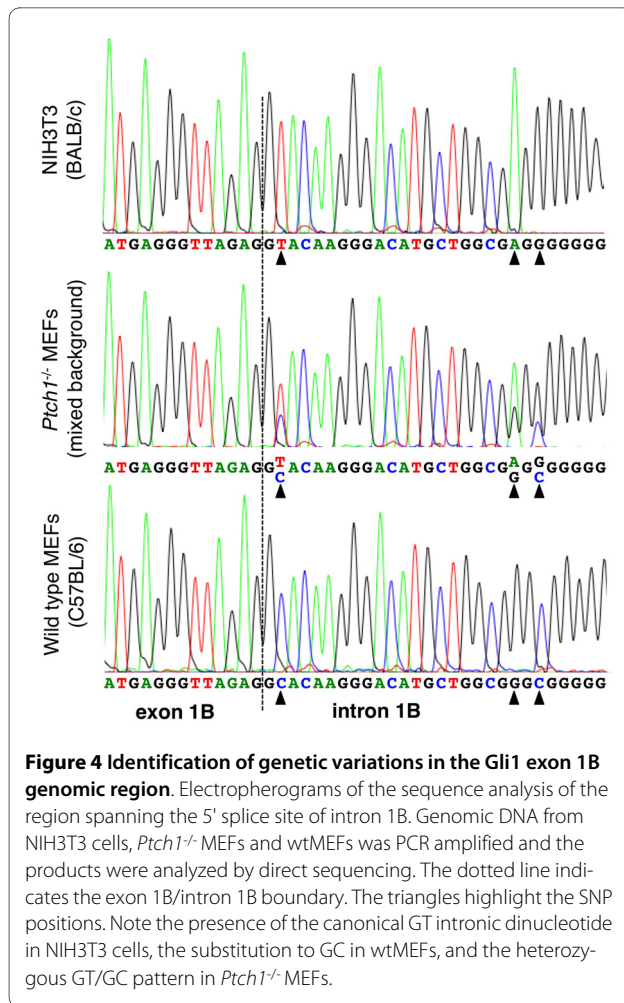 NIH3T3
(BALB/c)
ATGAGGGTTAGAGGTACAAGGGACATGCTGGCGAGGGGGGG
Ptch1-/- MEFs
(mixed background)
ATGAGGGTTAGAGGTACAAGGGACATGCTGGCGAGGGGGGG
C G C
Wild type MEFs
(C57BL/6)
ATGAGGGTTAGAGGCACAAGGGACATGCTGGCGGGCGGGGG
exon 1B intron 1B
Figure 4 Identification of genetic variations in the Gli1 exon 1B
genomic region. Electropherograms of the sequence analysis of the
region spanning the 5' splice site of intron 1B. Genomic DNA from
NIH3T3 cells, Ptch1-/- MEFs and wtMEFs was PCR amplified and the
products were analyzed by direct sequencing. The dotted line indi-
cates the exon 1B/intron 1B boundary. The triangles highlight the SNP
positions. Note the presence of the canonical GT intronic dinucleotide
in NIH3T3 cells, the substitution to GC in wtMEFs, and the heterozy-
gous GT/GC pattern in Ptch1-/- MEFs.